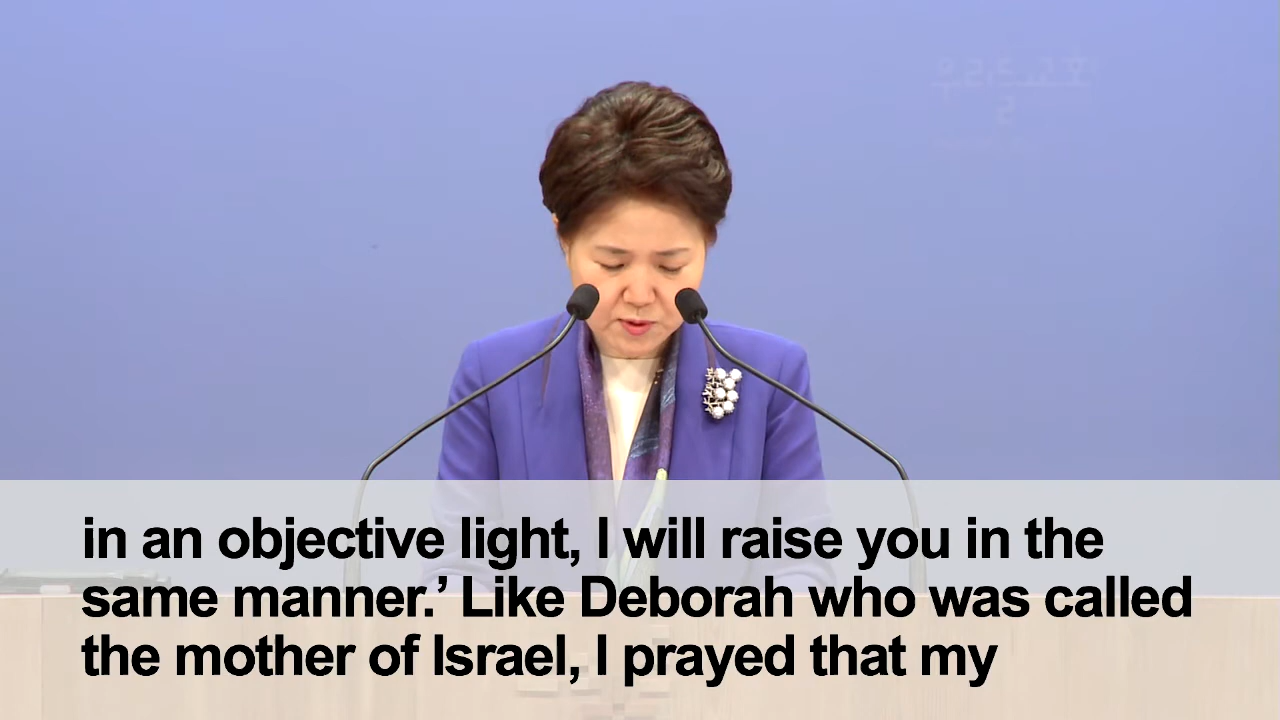 in an objective light, I will raise you in the
same manner.’ Like Deborah who was called
the mother of Israel, I prayed that my